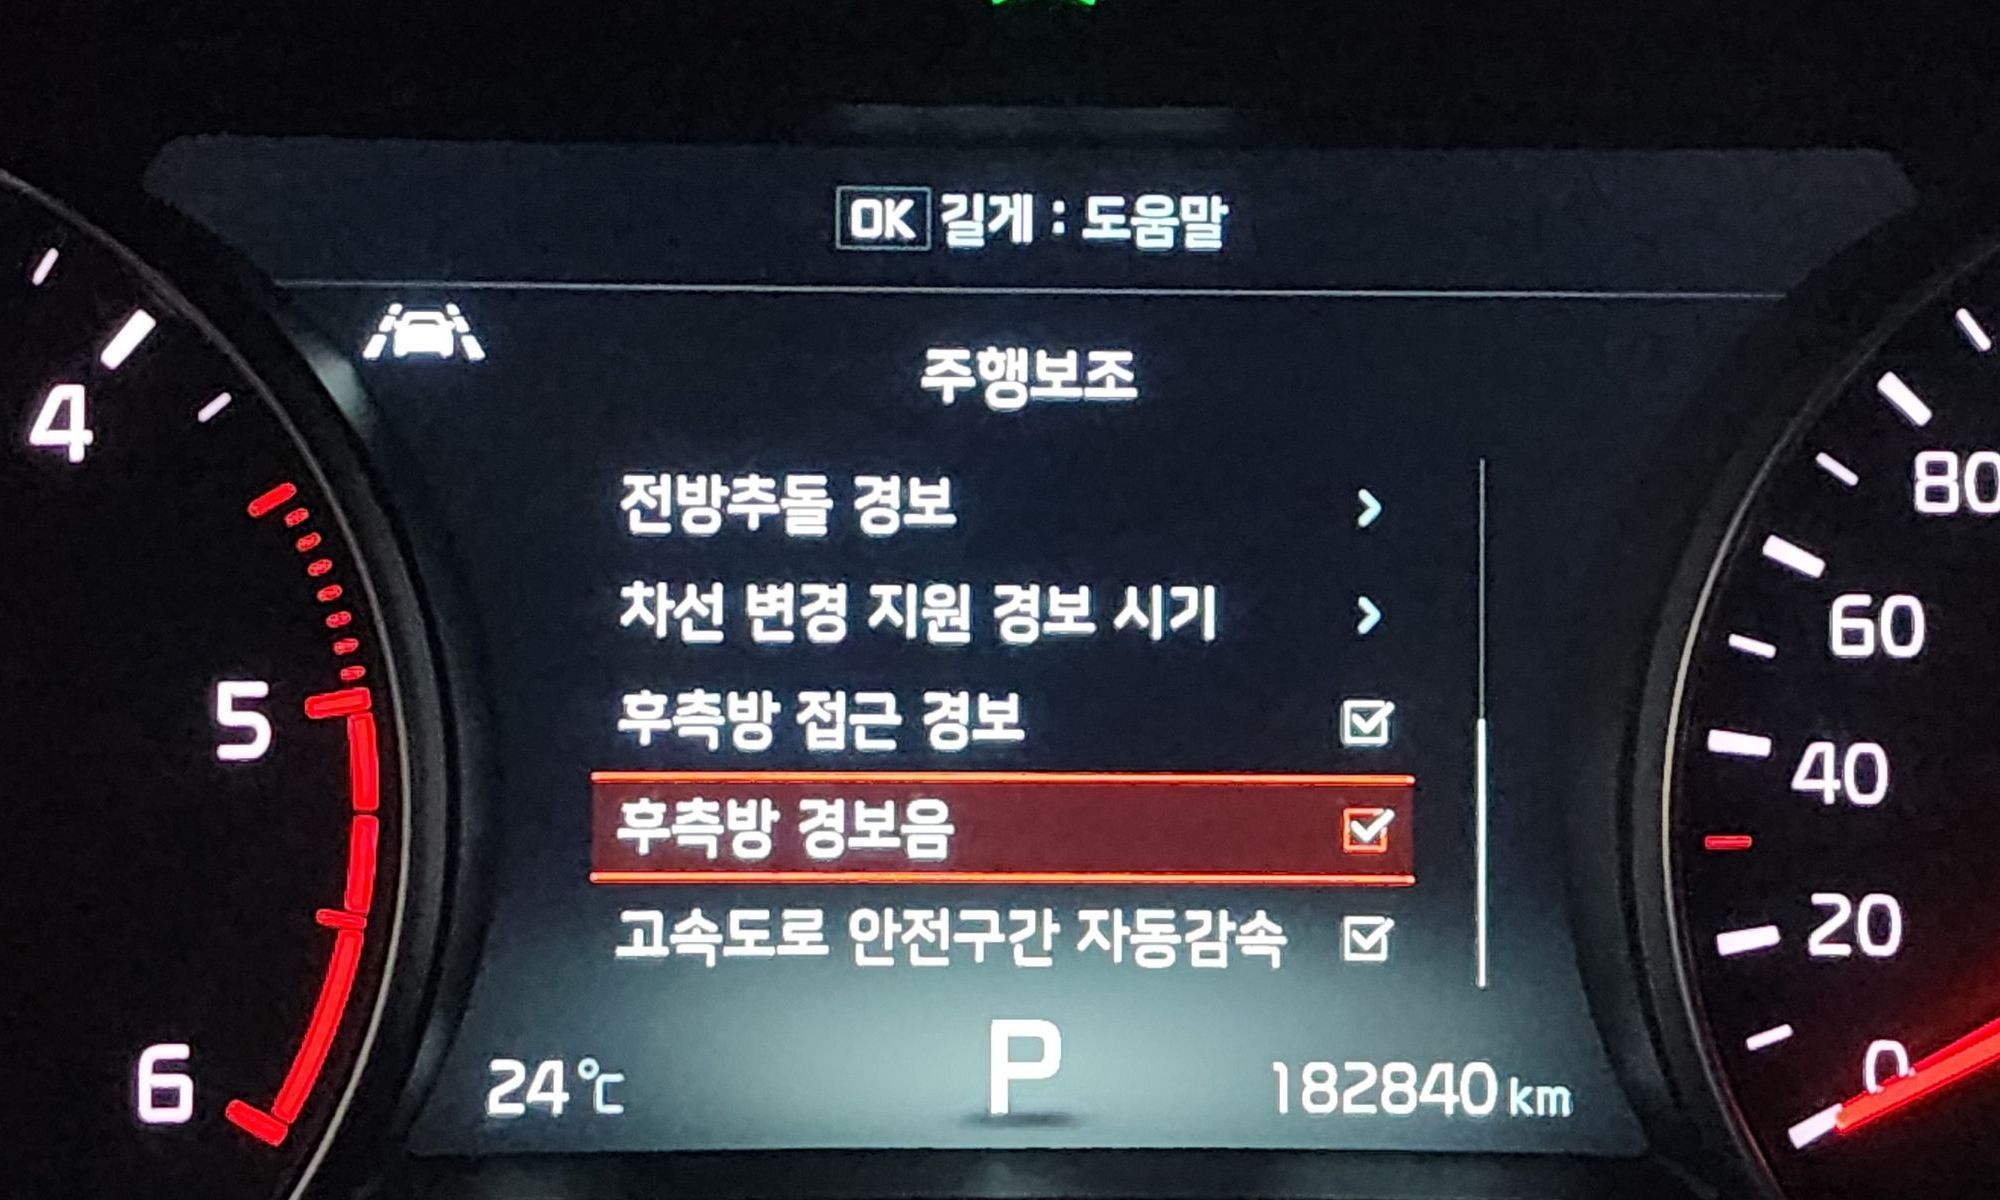 OK 길게 : 도움말
주행보조
전방추돌 경보
차선 변경 지원 경보 시기
후측방 접근 경보
후측방 경보음
고속도로 안전구간 자동감속
24℃
P
182840 km
4
5
6
80
60
40
20
0